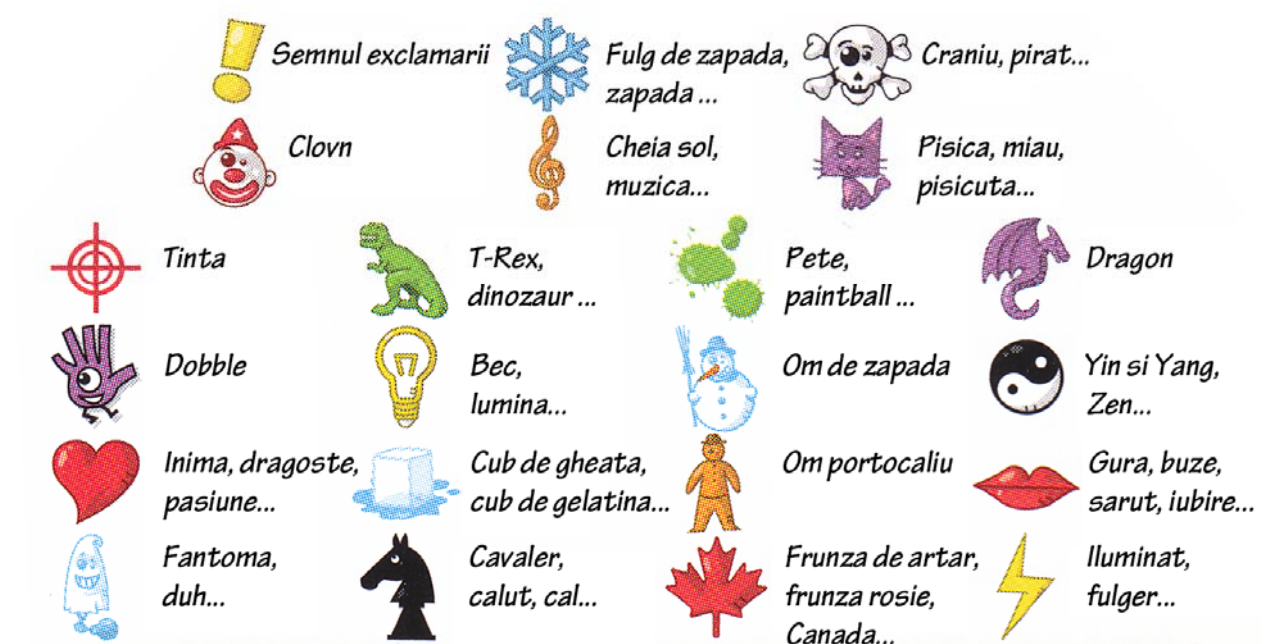 Semnul exclamarii
Fulg de zapada,
zapada ...
Craniu, pirat...
Clovn
Cheia sol,
muzica...
Pisica, miau,
pisicuta...
Tinta
T-Rex,
dinozaur ...
Pete,
paintball ...
Dragon
Dobble
Bec,
lumina...
Om de zapada
Yin si Yang,
Zen...
Inima, dragoste,
pasiune...
Cub de gheata,
cub de gelatina...
Om portocaliu
Gura, buze,
sarut, iubire...
Fantoma,
duh...
Cavaler,
calut, cal...
Frunza de artar,
frunza rosie,
Canada...
Iluminat,
fulger...